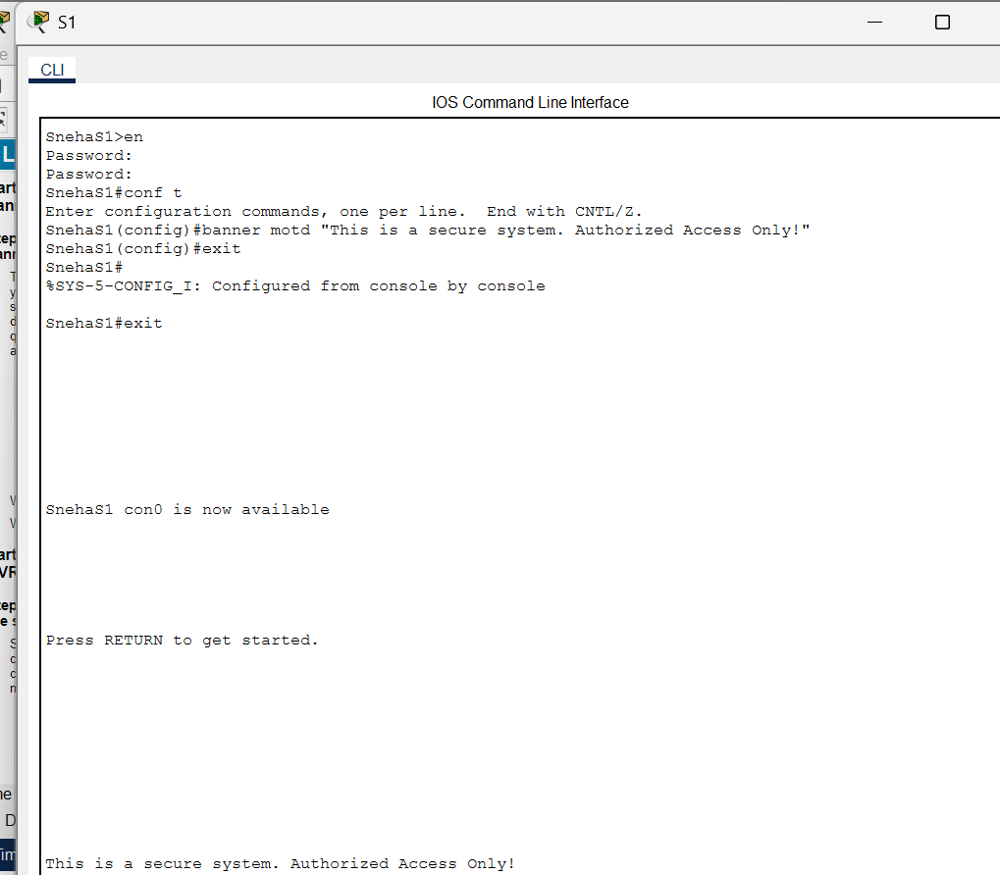 S1
CLI
IOS Command Line Interface
SnehaS1>en
Password:
Password:
SnehaS1#conf t
Enter configuration commands, one per line.  End with CNTL/Z.
SnehaS1(config)#banner motd "This is a secure system. Authorized Access Only!"
SnehaS1(config)#exit
SnehaS1#
%SYS-5-CONFIG_I: Configured from console by console
SnehaS1#exit
SnehaS1 con0 is now available
Press RETURN to get started.
This is a secure system. Authorized Access Only!